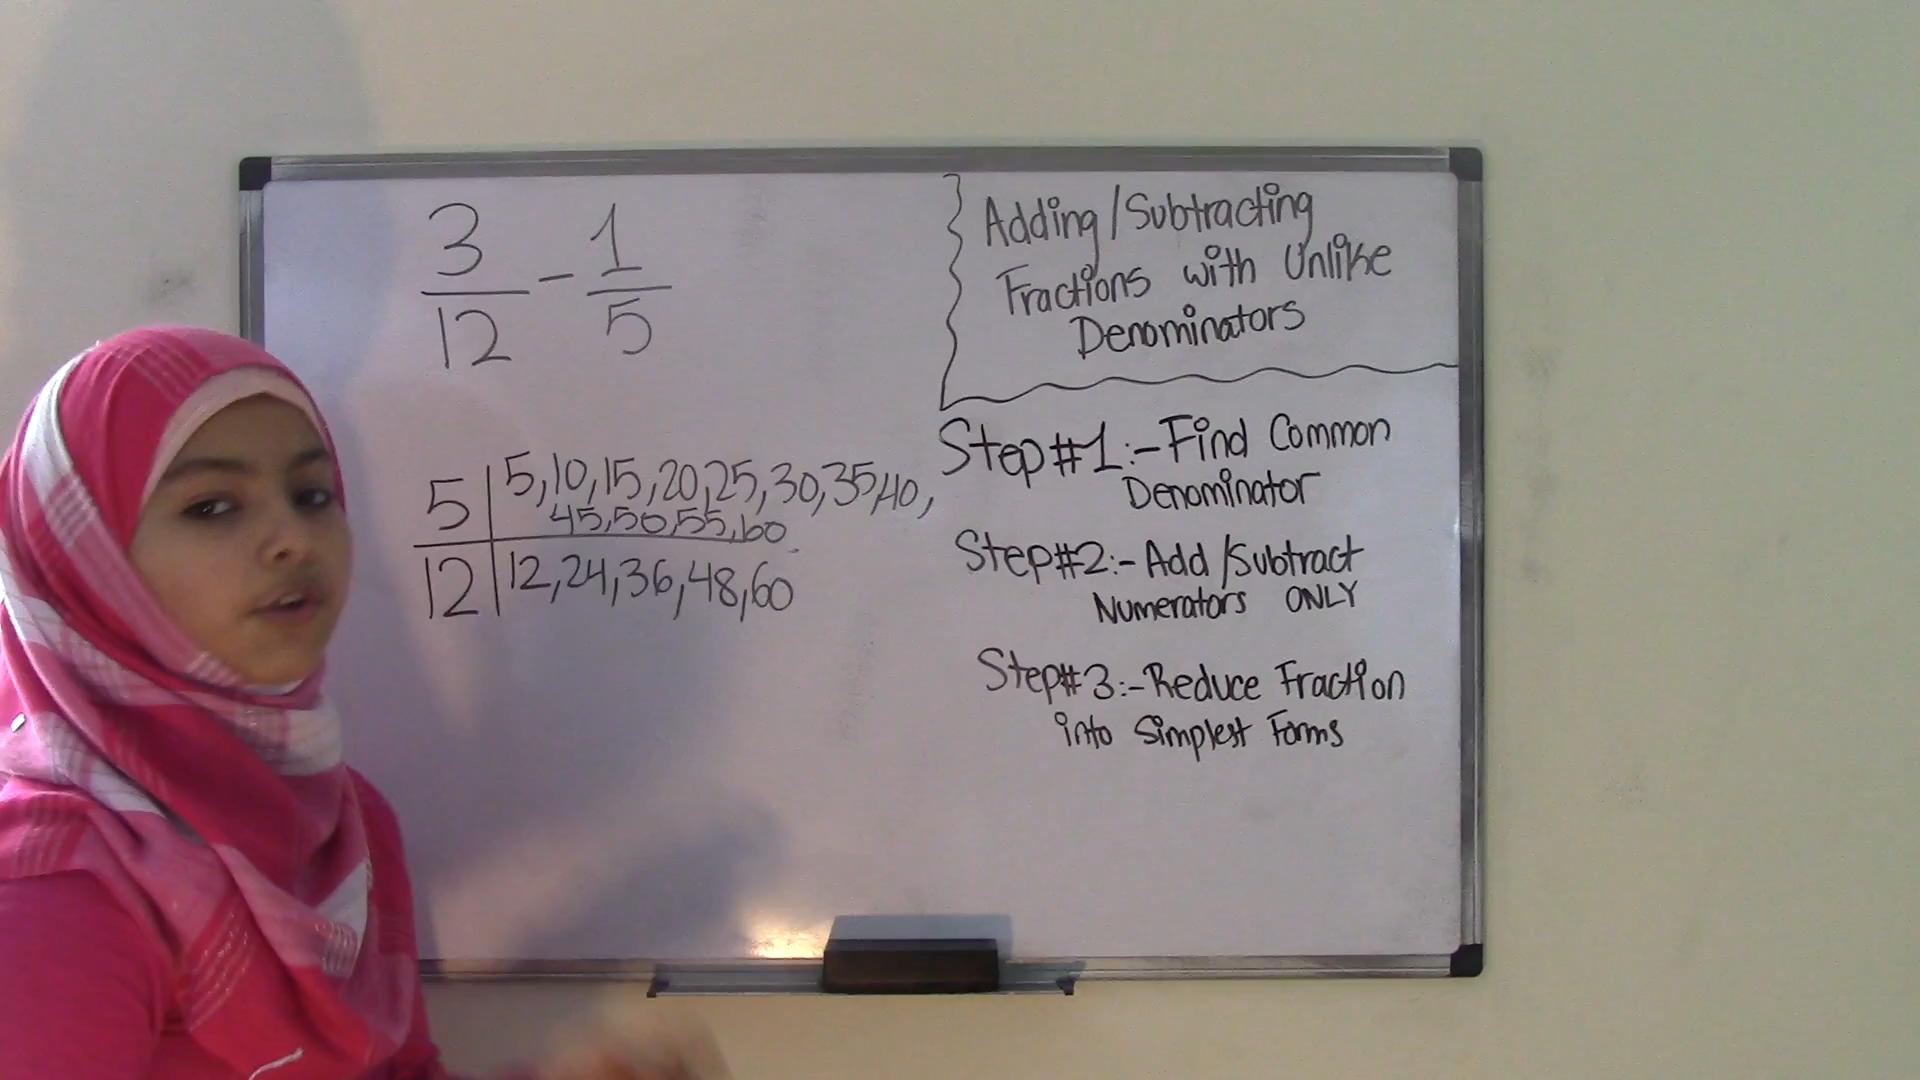 3/12 - 1/5
5 | 5,10,15,20,25,30,35,40,
45,50,55,60
12 | 12,24,36,48,60
Adding/Subtracting
Fractions with Unlike
Denominators
Step#1:-Find Common
Denominator
Step#2:-Add/Subtract
Numerators ONLY
Step#3:-Reduce Fraction
into Simplest Forms